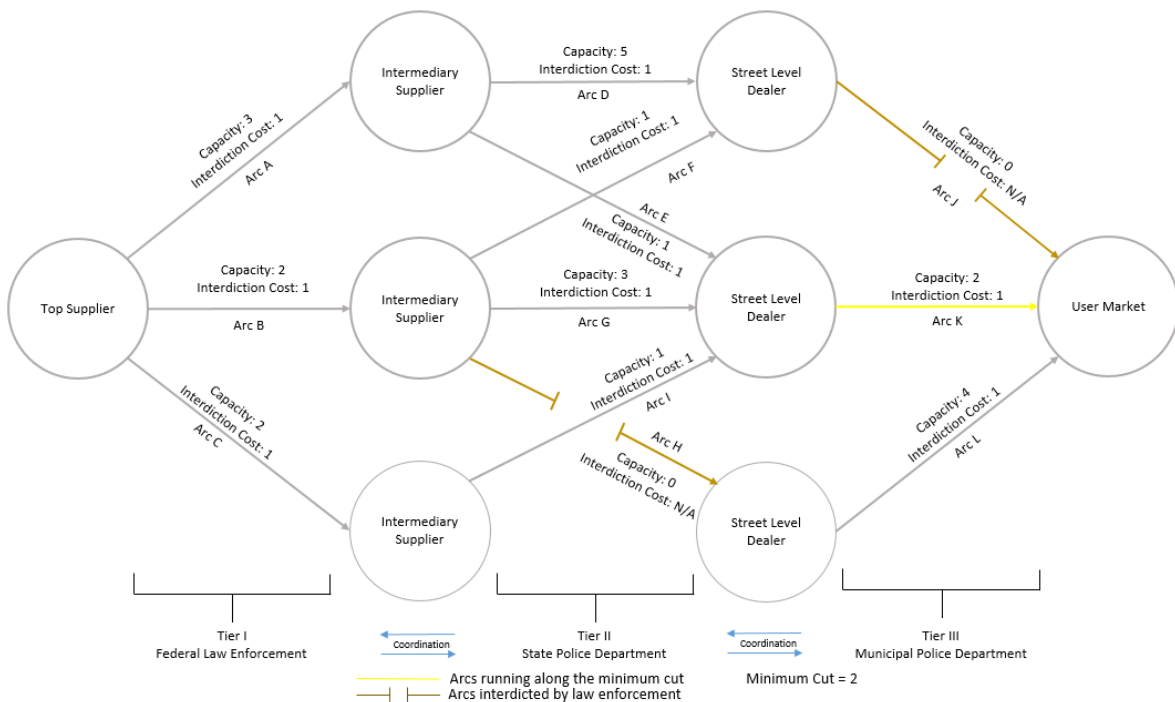 Capacity: 5
Interdiction Cost: 1
Arc D
Intermediary
Supplier
Street Level
Dealer
Capacity: 3
Interdiction Cost: 1
Arc A
Capacity: 1
Interdiction Cost: 1
Arc F
Capacity: 0
Interdiction Cost: N/A
Arc J
Arc E
Capacity: 1
Interdiction Cost: 1
Top Supplier
Capacity: 2
Interdiction Cost: 1
Arc B
Intermediary
Supplier
Capacity: 3
Interdiction Cost: 1
Arc G
Street Level
Dealer
Capacity: 2
Interdiction Cost: 1
Arc K
User Market
Capacity: 2
Interdiction Cost: 1
Arc C
Capacity: 1
Interdiction Cost: 1
Arc I
Arc H
Capacity: 0
Interdiction Cost: N/A
Capacity: 4
Interdiction Cost: 1
Arc L
Intermediary
Supplier
Street Level
Dealer
Tier I
Federal Law Enforcement
Coordination
Tier II
State Police Department
Coordination
Tier III
Municipal Police Department
Arcs running along the minimum cut
Minimum Cut = 2
Arcs interdicted by law enforcement